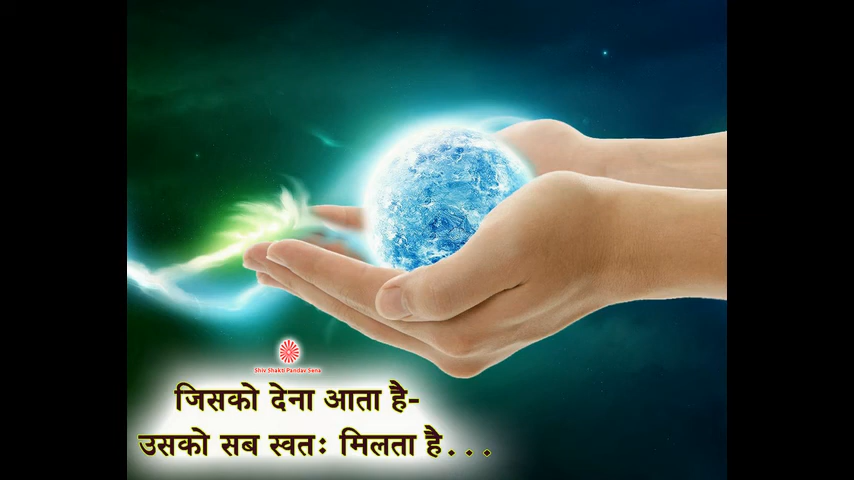 Shiv Shakti Pandav Sena
जिसको देना आता है-
उसको सब स्वतः मिलता है...